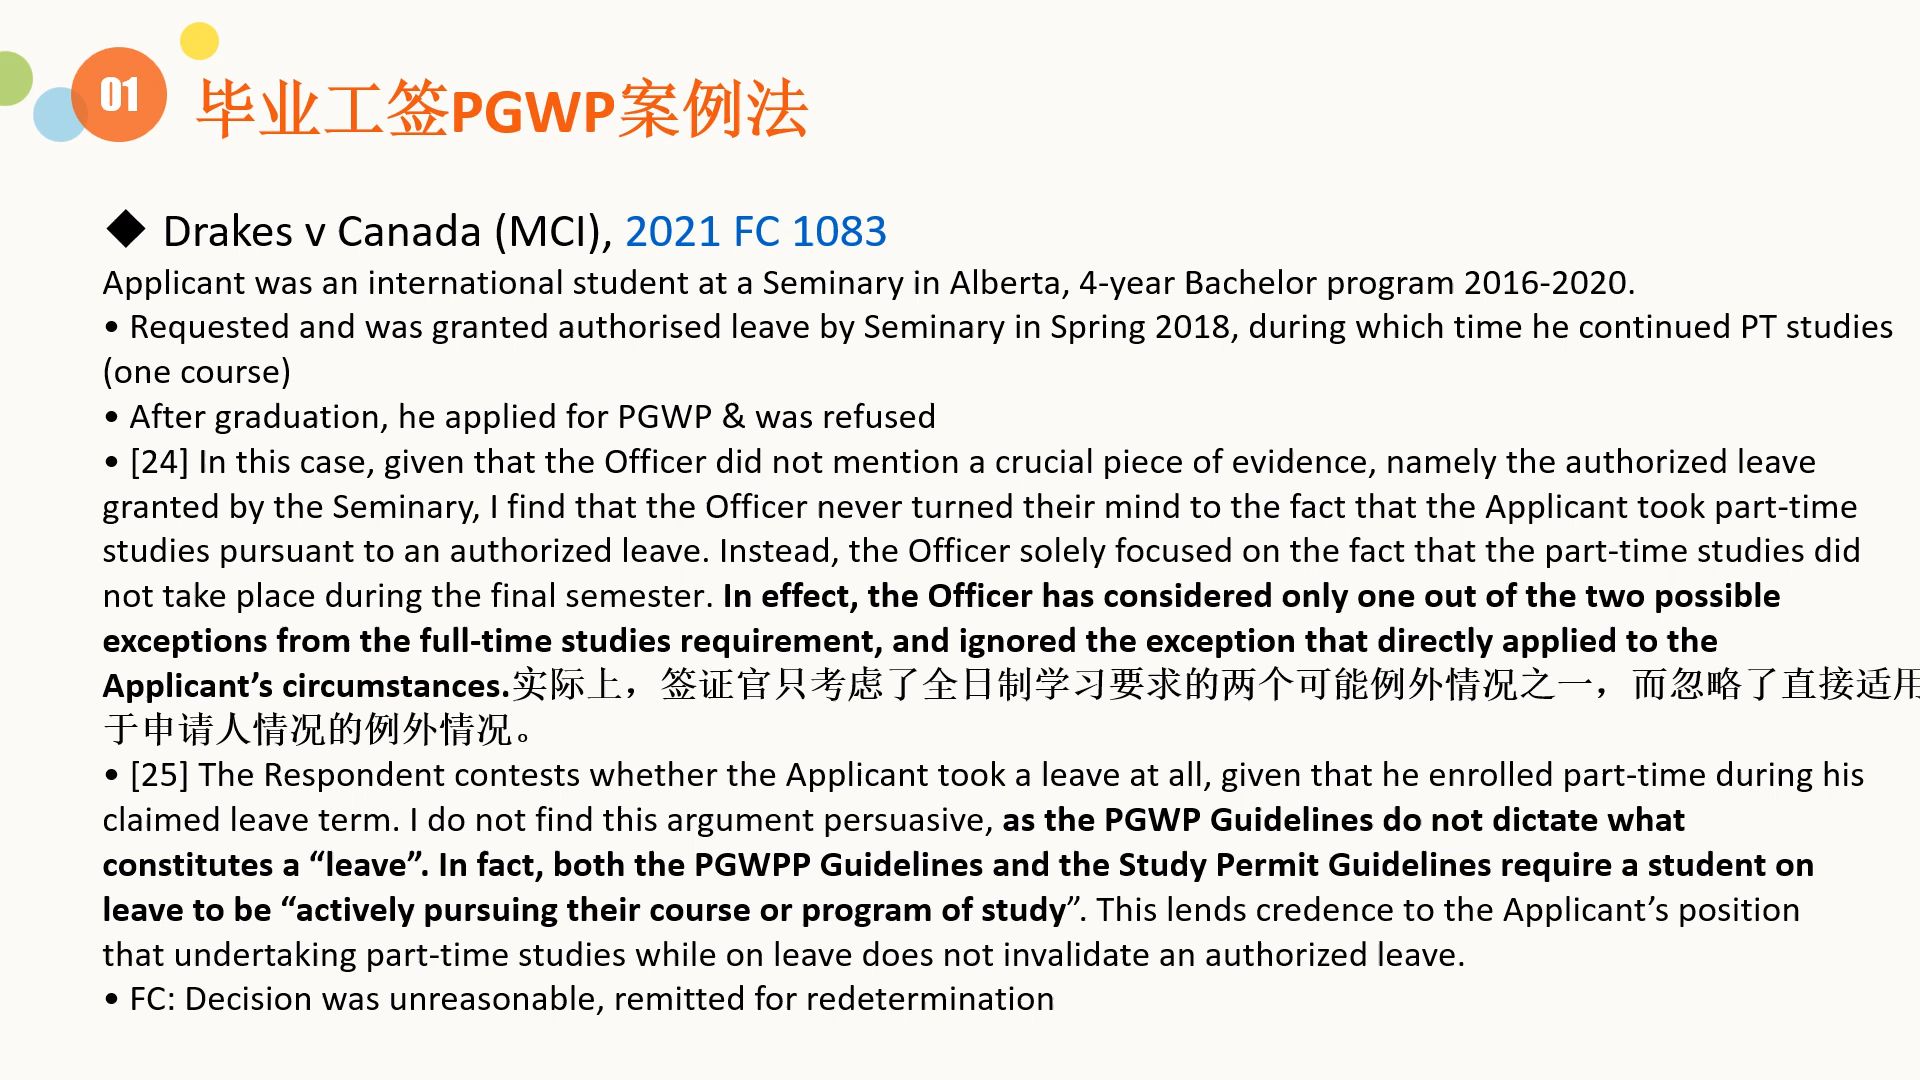 01
毕业工签PGWP案例法
◆ Drakes v Canada (MCI), 2021 FC 1083
Applicant was an international student at a Seminary in Alberta, 4-year Bachelor program 2016-2020.
• Requested and was granted authorised leave by Seminary in Spring 2018, during which time he continued PT studies
(one course)
• After graduation, he applied for PGWP & was refused
• [24] In this case, given that the Officer did not mention a crucial piece of evidence, namely the authorized leave
granted by the Seminary, I find that the Officer never turned their mind to the fact that the Applicant took part-time
studies pursuant to an authorized leave. Instead, the Officer solely focused on the fact that the part-time studies did
not take place during the final semester. In effect, the Officer has considered only one out of the two possible
exceptions from the full-time studies requirement, and ignored the exception that directly applied to the
Applicant’s circumstances.实际上，签证官只考虑了全日制学习要求的两个可能例外情况之一，而忽略了直接适用
于申请人情况的例外情况。
• [25] The Respondent contests whether the Applicant took a leave at all, given that he enrolled part-time during his
claimed leave term. I do not find this argument persuasive, as the PGWP Guidelines do not dictate what
constitutes a “leave”. In fact, both the PGWPP Guidelines and the Study Permit Guidelines require a student on
leave to be “actively pursuing their course or program of study”. This lends credence to the Applicant’s position
that undertaking part-time studies while on leave does not invalidate an authorized leave.
• FC: Decision was unreasonable, remitted for redetermination